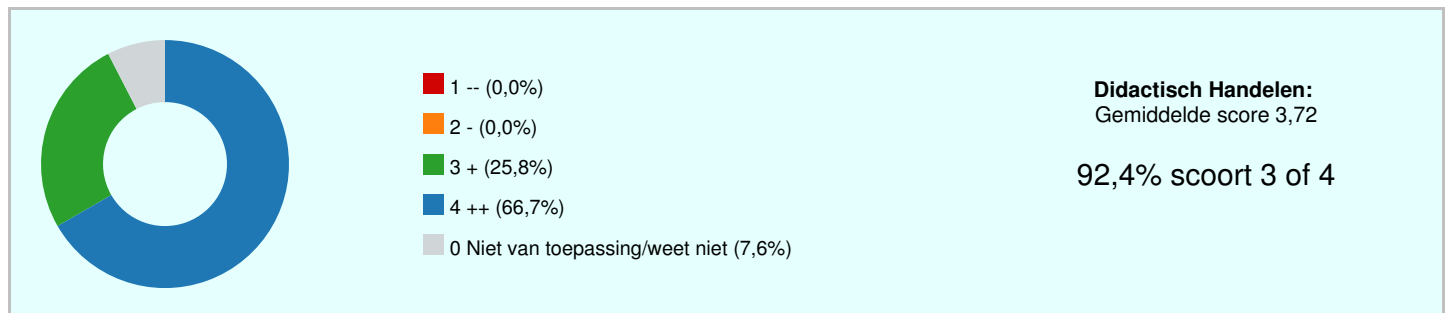 1 -- (0,0%)
2 - (0,0%)
3 + (25,8%)
4 ++ (66,7%)
0 Niet van toepassing/weet niet (7,6%)
Didactisch Handelen:
Gemiddelde score 3,72
92,4% scoort 3 of 4